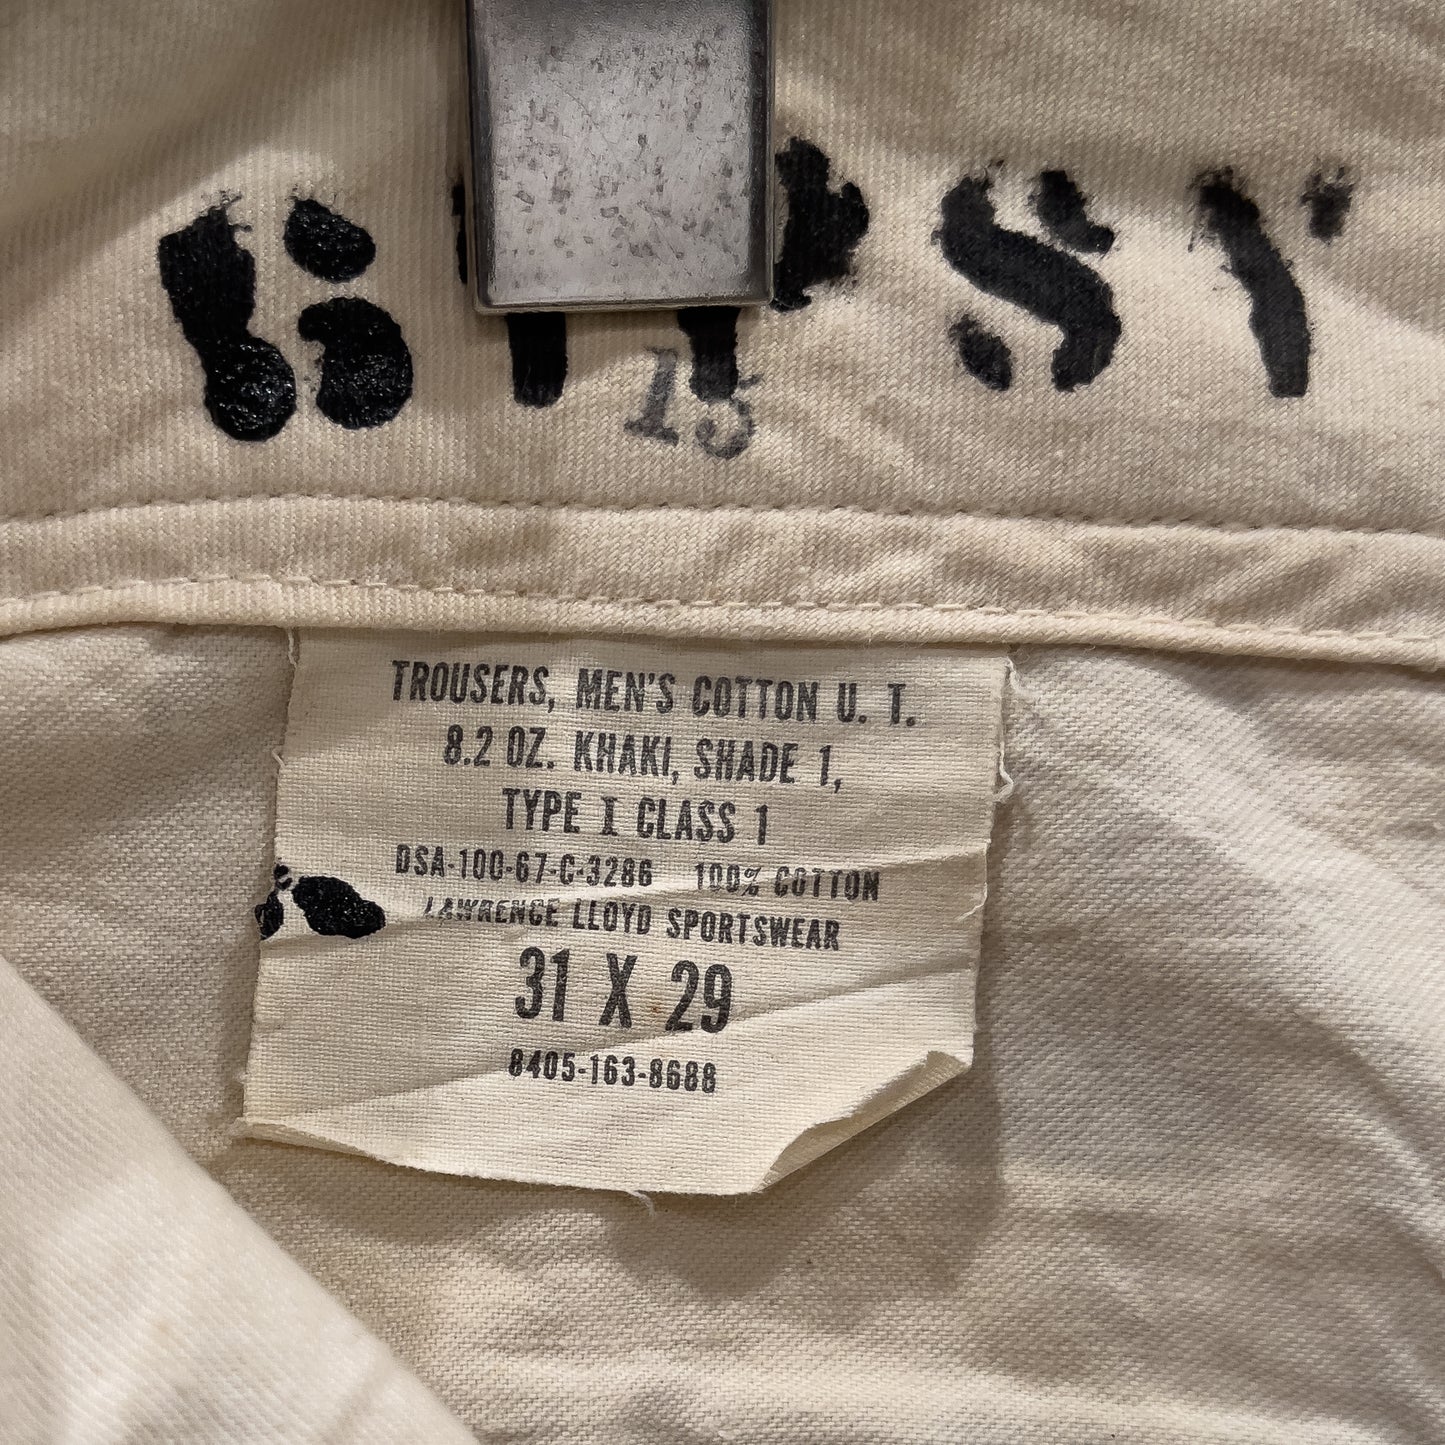 15
TROUSERS, MEN'S COTTON U. T.
8.2 OZ. KHAKI, SHADE 1,
TYPE I CLASS 1
DSA-100-67-C-3286 100% COTTON
LAWRENCE LLOYD SPORTSWEAR
31 X 29
8405-163-8688